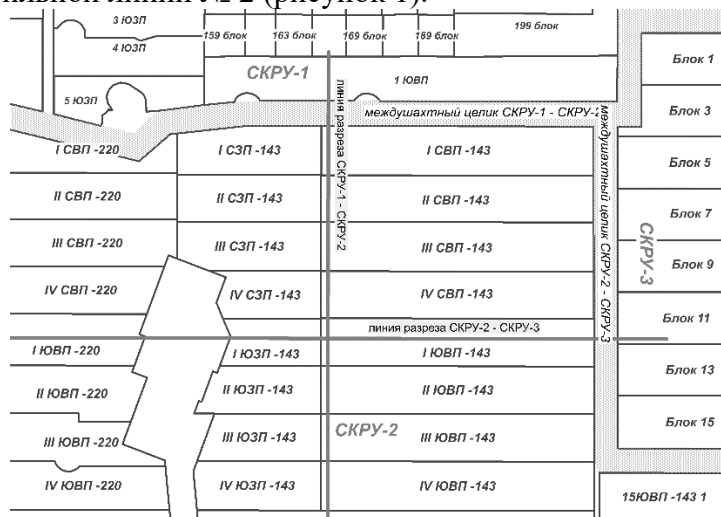 льной линии № 2 (рисунок 1).
3 ЮЗП
159 блок
163 блок
169 блок
189 блок
199 блок
4 ЮЗП
СКРУ-1
1 ЮВП
Блок 1
5 ЮЗП
линия разреза СКРУ-1 - СКРУ-2
междушахтный целик СКРУ-1 - СКРУ-2
междушахтный целик СКРУ-2 - СКРУ-3
Блок 3
I СВП -220
I СЗП -143
I СВП -143
Блок 5
II СВП -220
II СЗП -143
II СВП -143
Блок 7
III СВП -220
III СЗП -143
III СВП -143
СКРУ-3
Блок 9
IV СВП -220
IV СЗП -143
IV СВП -143
Блок 11
линия разреза СКРУ-2 - СКРУ-3
I ЮВП -220
I ЮЗП -143
I ЮВП -143
Блок 13
II ЮВП -220
II ЮЗП -143
II ЮВП -143
Блок 15
СКРУ-2
III ЮВП -220
III ЮЗП -143
III ЮВП -143
IV ЮВП -220
IV ЮЗП -143
IV ЮВП -143
15ЮВП -143 1